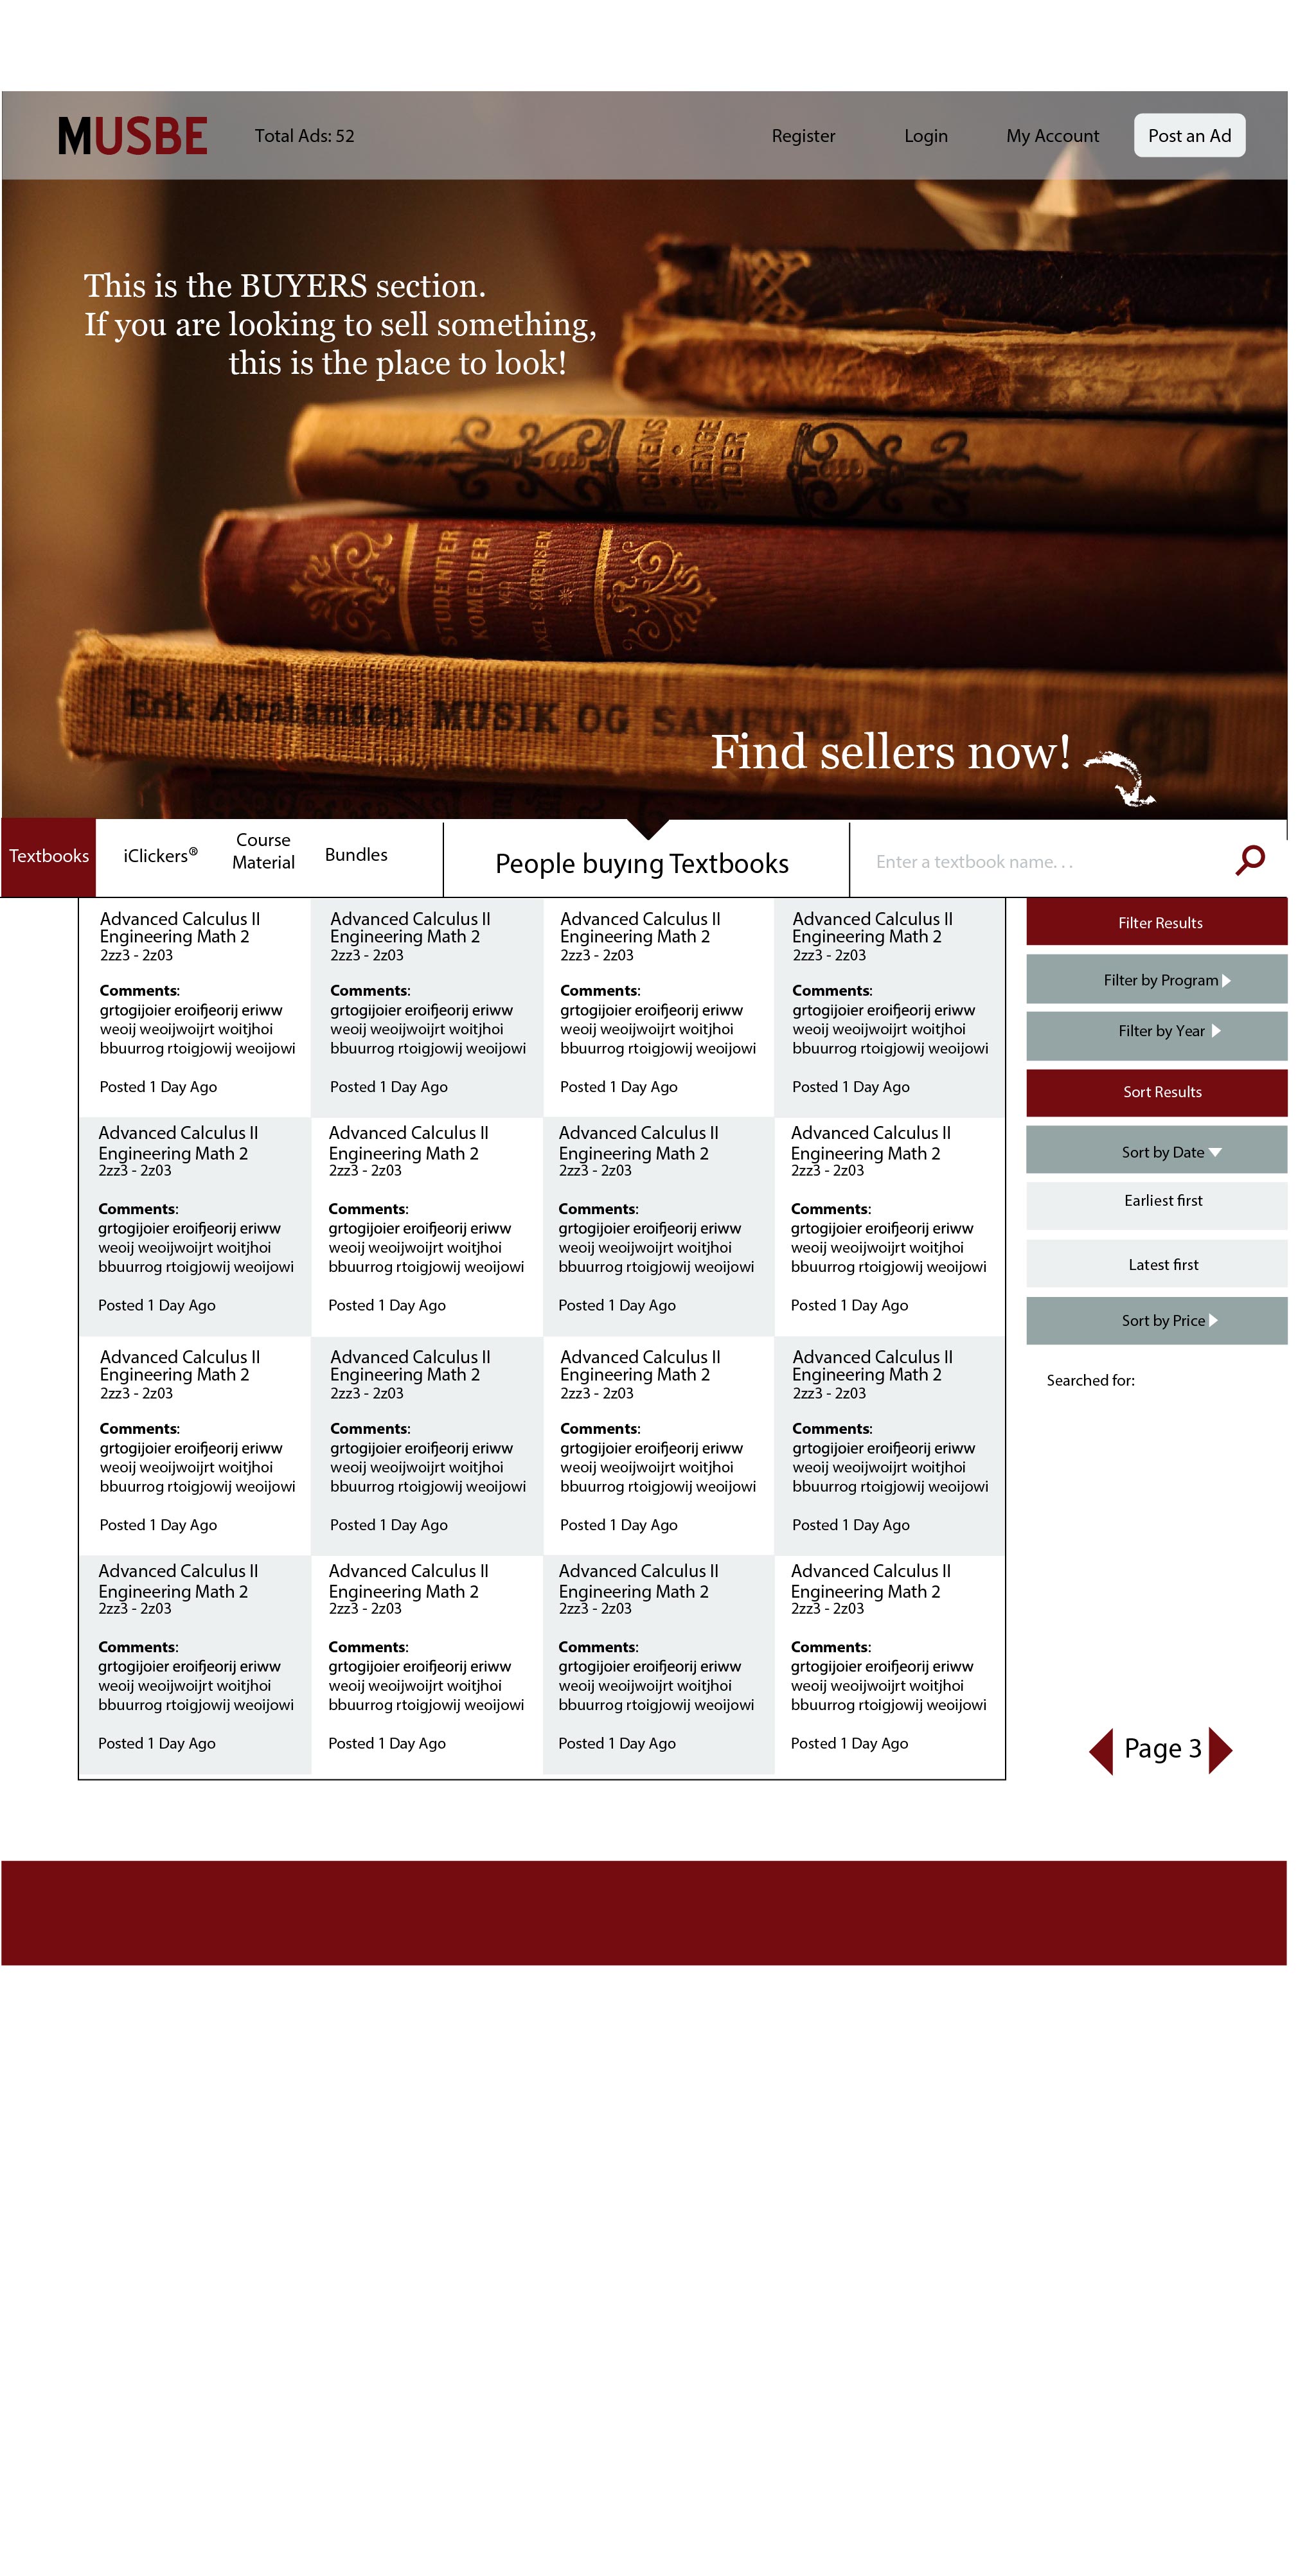 MUSBE
Total Ads: 52
Register
Login
My Account
Post an Ad
This is the BUYERS section.
If you are looking to sell something,
this is the place to look!
TIDER
STUDENTER
KOMEDIER
VED
AXEL SØRENSEN
Erik Abrahamsen: MUSIK OG
Find sellers now!
Textbooks
iClickers®
Course
Material
Bundles
People buying Textbooks
Enter a textbook name. . .
Advanced Calculus II
Engineering Math 2
2zz3 - 2z03
Comments:
grtogijoier eroifjeorij eriww
weoij weoijwoijrt woitjhoi
bbuurrog rtoigjowij weoijowi
Posted 1 Day Ago
Advanced Calculus II
Engineering Math 2
2zz3 - 2z03
Comments:
grtogijoier eroifjeorij eriww
weoij weoijwoijrt woitjhoi
bbuurrog rtoigjowij weoijowi
Posted 1 Day Ago
Advanced Calculus II
Engineering Math 2
2zz3 - 2z03
Comments:
grtogijoier eroifjeorij eriww
weoij weoijwoijrt woitjhoi
bbuurrog rtoigjowij weoijowi
Posted 1 Day Ago
Advanced Calculus II
Engineering Math 2
2zz3 - 2z03
Comments:
grtogijoier eroifjeorij eriww
weoij weoijwoijrt woitjhoi
bbuurrog rtoigjowij weoijowi
Posted 1 Day Ago
Advanced Calculus II
Engineering Math 2
2zz3 - 2z03
Comments:
grtogijoier eroifjeorij eriww
weoij weoijwoijrt woitjhoi
bbuurrog rtoigjowij weoijowi
Posted 1 Day Ago
Advanced Calculus II
Engineering Math 2
2zz3 - 2z03
Comments:
grtogijoier eroifjeorij eriww
weoij weoijwoijrt woitjhoi
bbuurrog rtoigjowij weoijowi
Posted 1 Day Ago
Advanced Calculus II
Engineering Math 2
2zz3 - 2z03
Comments:
grtogijoier eroifjeorij eriww
weoij weoijwoijrt woitjhoi
bbuurrog rtoigjowij weoijowi
Posted 1 Day Ago
Advanced Calculus II
Engineering Math 2
2zz3 - 2z03
Comments:
grtogijoier eroifjeorij eriww
weoij weoijwoijrt woitjhoi
bbuurrog rtoigjowij weoijowi
Posted 1 Day Ago
Advanced Calculus II
Engineering Math 2
2zz3 - 2z03
Comments:
grtogijoier eroifjeorij eriww
weoij weoijwoijrt woitjhoi
bbuurrog rtoigjowij weoijowi
Posted 1 Day Ago
Advanced Calculus II
Engineering Math 2
2zz3 - 2z03
Comments:
grtogijoier eroifjeorij eriww
weoij weoijwoijrt woitjhoi
bbuurrog rtoigjowij weoijowi
Posted 1 Day Ago
Advanced Calculus II
Engineering Math 2
2zz3 - 2z03
Comments:
grtogijoier eroifjeorij eriww
weoij weoijwoijrt woitjhoi
bbuurrog rtoigjowij weoijowi
Posted 1 Day Ago
Advanced Calculus II
Engineering Math 2
2zz3 - 2z03
Comments:
grtogijoier eroifjeorij eriww
weoij weoijwoijrt woitjhoi
bbuurrog rtoigjowij weoijowi
Posted 1 Day Ago
Advanced Calculus II
Engineering Math 2
2zz3 - 2z03
Comments:
grtogijoier eroifjeorij eriww
weoij weoijwoijrt woitjhoi
bbuurrog rtoigjowij weoijowi
Posted 1 Day Ago
Advanced Calculus II
Engineering Math 2
2zz3 - 2z03
Comments:
grtogijoier eroifjeorij eriww
weoij weoijwoijrt woitjhoi
bbuurrog rtoigjowij weoijowi
Posted 1 Day Ago
Advanced Calculus II
Engineering Math 2
2zz3 - 2z03
Comments:
grtogijoier eroifjeorij eriww
weoij weoijwoijrt woitjhoi
bbuurrog rtoigjowij weoijowi
Posted 1 Day Ago
Advanced Calculus II
Engineering Math 2
2zz3 - 2z03
Comments:
grtogijoier eroifjeorij eriww
weoij weoijwoijrt woitjhoi
bbuurrog rtoigjowij weoijowi
Posted 1 Day Ago
Filter Results
Filter by Program
Filter by Year
Sort Results
Sort by Date
Earliest first
Latest first
Sort by Price
Searched for:
Page 3